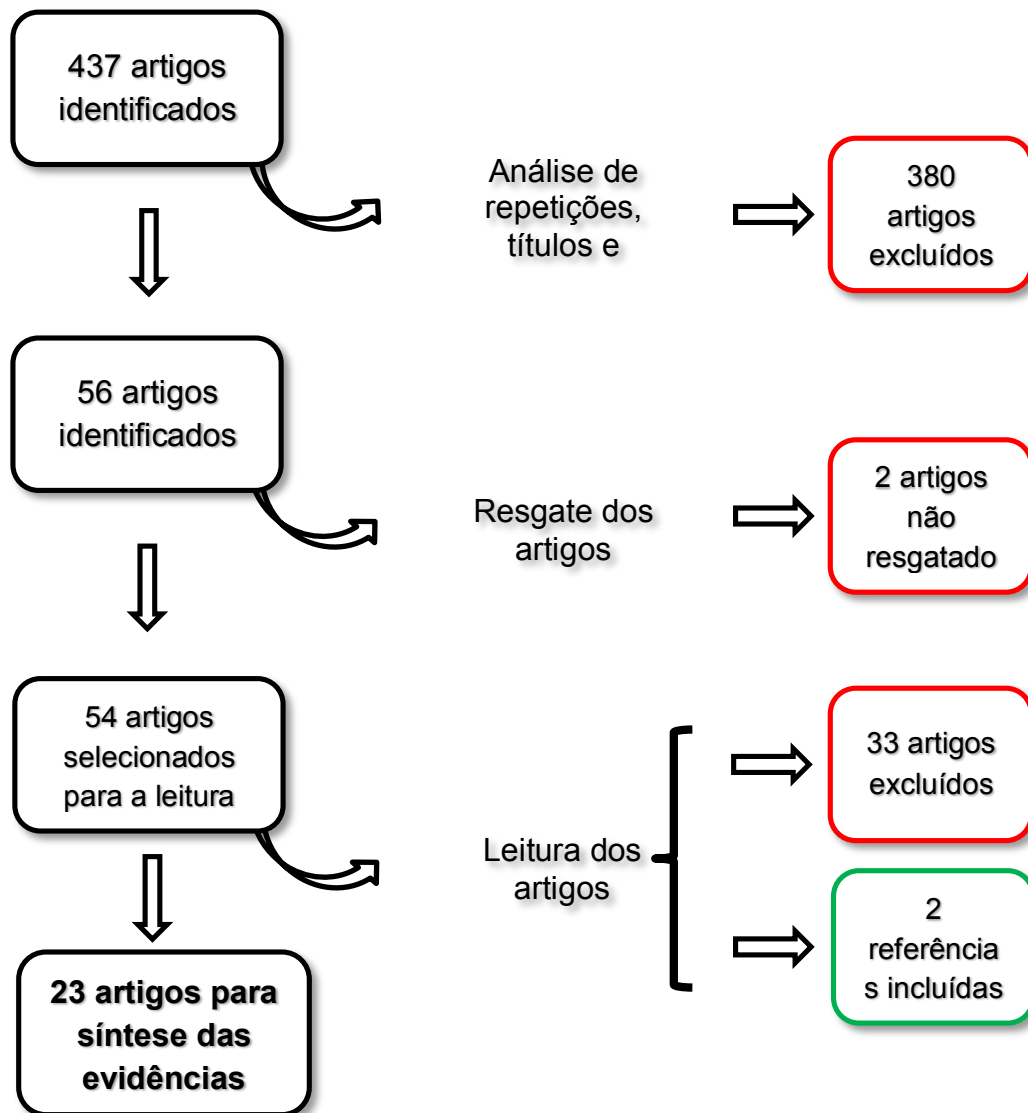 437 artigos
identificados
Análise de
repetições,
títulos e
380
artigos
excluídos
56 artigos
identificados
Resgate dos
artigos
2 artigos
não
resgatado
54 artigos
selecionados
para a leitura
Leitura dos
artigos
33 artigos
excluídos
2
referência
s incluídas
23 artigos para
síntese das
evidências